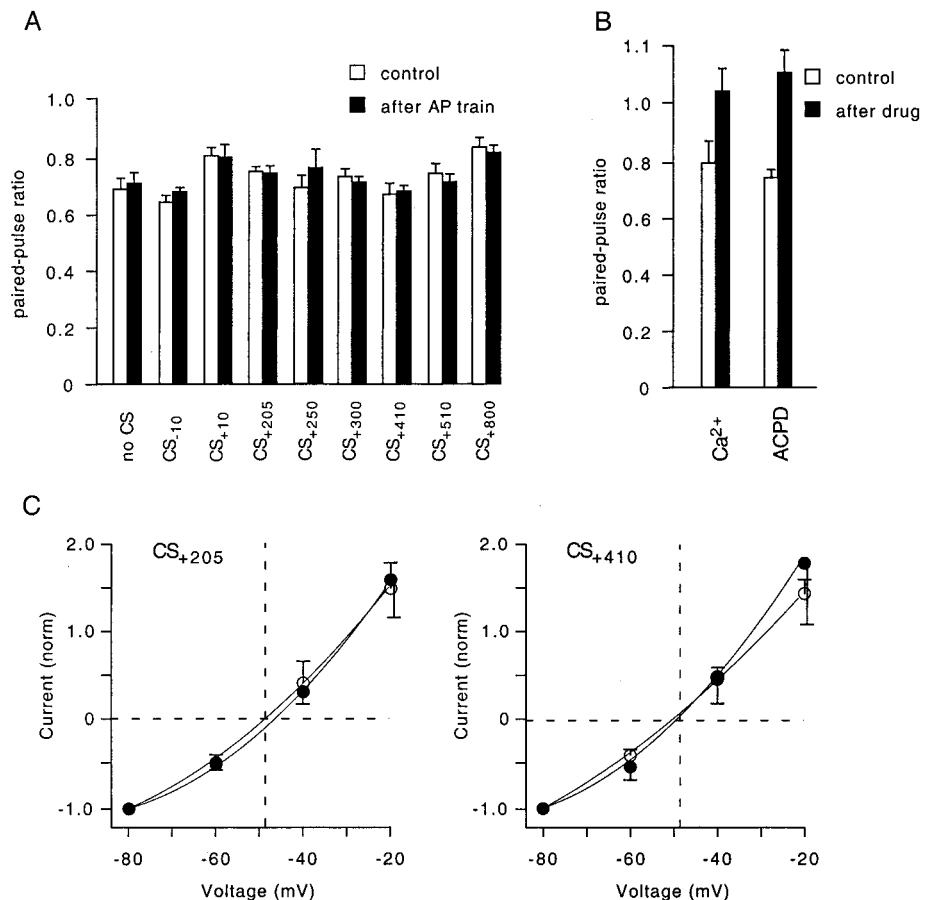 A
control
after AP train
paired-pulse ratio
1.0
0.8
0.6
0.4
0.2
0
no CS
CS-10
CS+10
CS+205
CS+250
CS+300
CS+410
CS+510
CS+800
B
control
after drug
paired-pulse ratio
1.1
1.0
0.8
0.6
0.4
0.2
0
Ca2+
ACPD
C
CS+205
Current (norm)
2.0
1.0
0
-1.0
-80
-60
-40
-20
Voltage (mV)
CS+410
Current (norm)
2.0
1.0
0
-1.0
-80
-60
-40
-20
Voltage (mV)